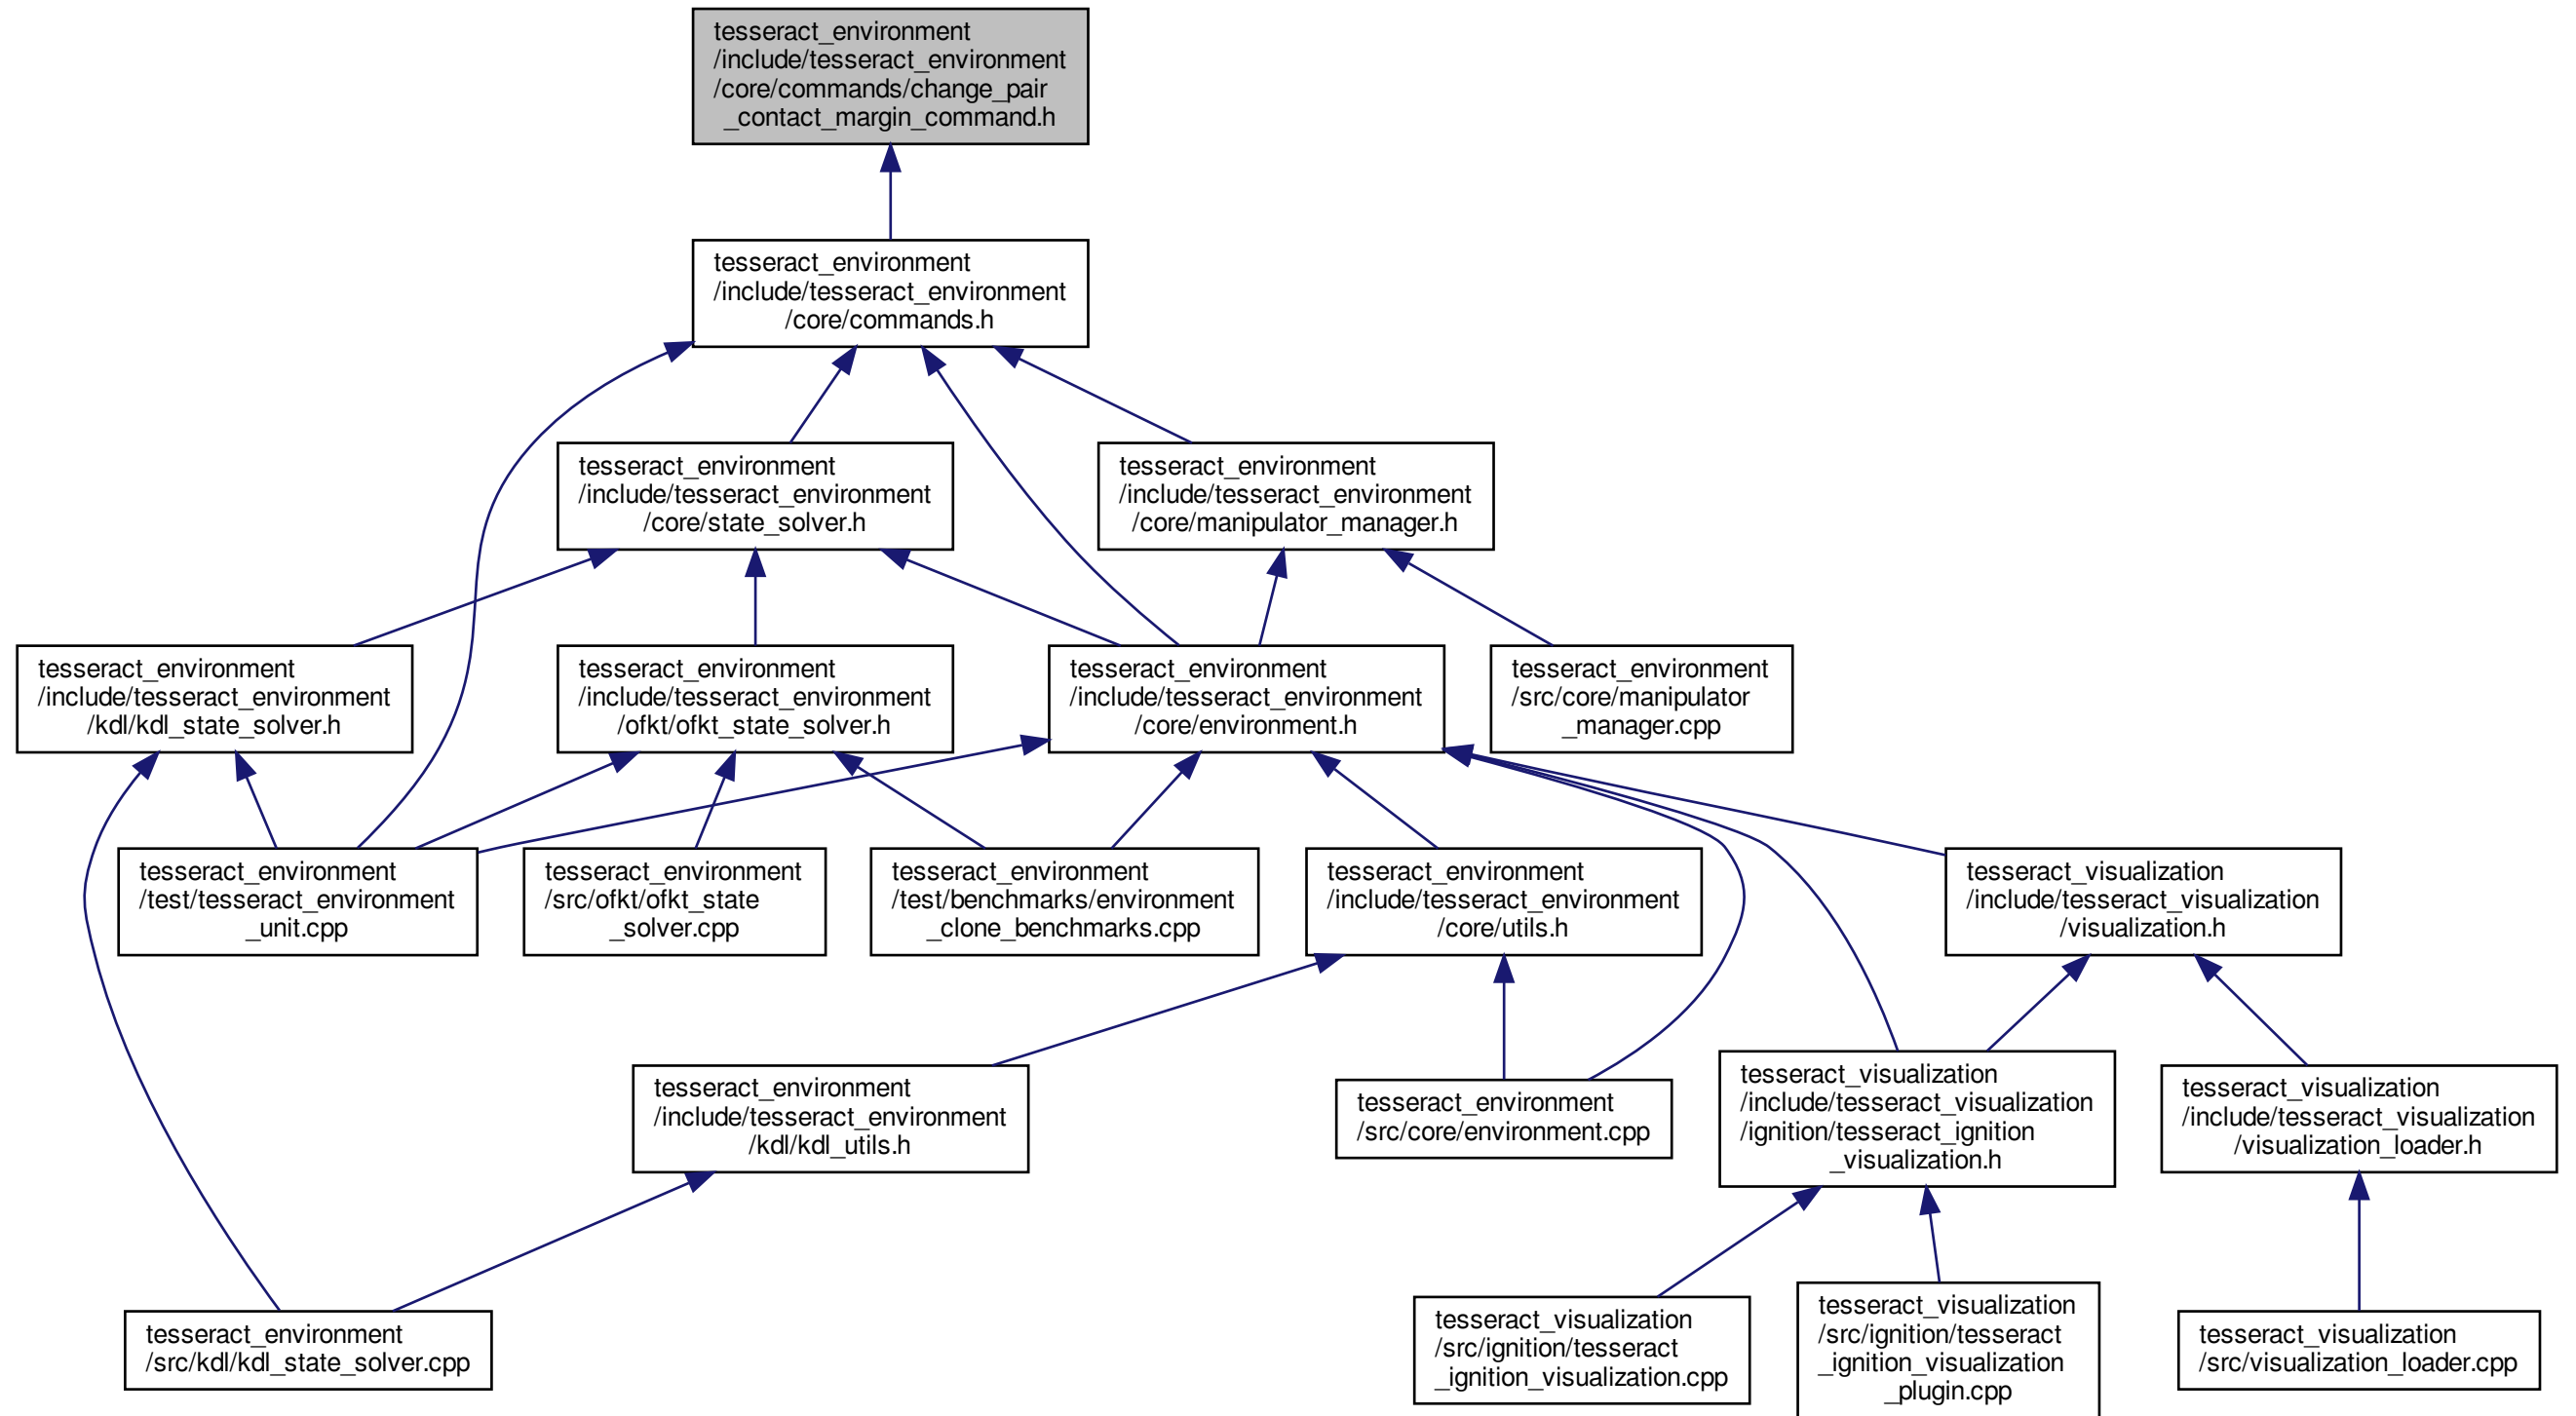 tesseract_environment
/include/tesseract_environment
/core/commands/change_pair
_contact_margin_command.h
tesseract_environment
/include/tesseract_environment
/core/commands.h
tesseract_environment
/include/tesseract_environment
/core/state_solver.h
tesseract_environment
/include/tesseract_environment
/core/manipulator_manager.h
tesseract_environment
/include/tesseract_environment
/kdl/kdl_state_solver.h
tesseract_environment
/include/tesseract_environment
/ofkt/ofkt_state_solver.h
tesseract_environment
/include/tesseract_environment
/core/environment.h
tesseract_environment
/src/core/manipulator
_manager.cpp
tesseract_environment
/test/tesseract_environment
_unit.cpp
tesseract_environment
/src/ofkt/ofkt_state
_solver.cpp
tesseract_environment
/test/benchmarks/environment
_clone_benchmarks.cpp
tesseract_environment
/include/tesseract_environment
/core/utils.h
tesseract_visualization
/include/tesseract_visualization
/visualization.h
tesseract_environment
/include/tesseract_environment
/kdl/kdl_utils.h
tesseract_environment
/src/core/environment.cpp
tesseract_visualization
/include/tesseract_visualization
/ignition/tesseract_ignition
_visualization.h
tesseract_visualization
/include/tesseract_visualization
/visualization_loader.h
tesseract_environment
/src/kdl/kdl_state_solver.cpp
tesseract_visualization
/src/ignition/tesseract
_ignition_visualization.cpp
tesseract_visualization
/src/ignition/tesseract
_ignition_visualization
_plugin.cpp
tesseract_visualization
/src/visualization_loader.cpp